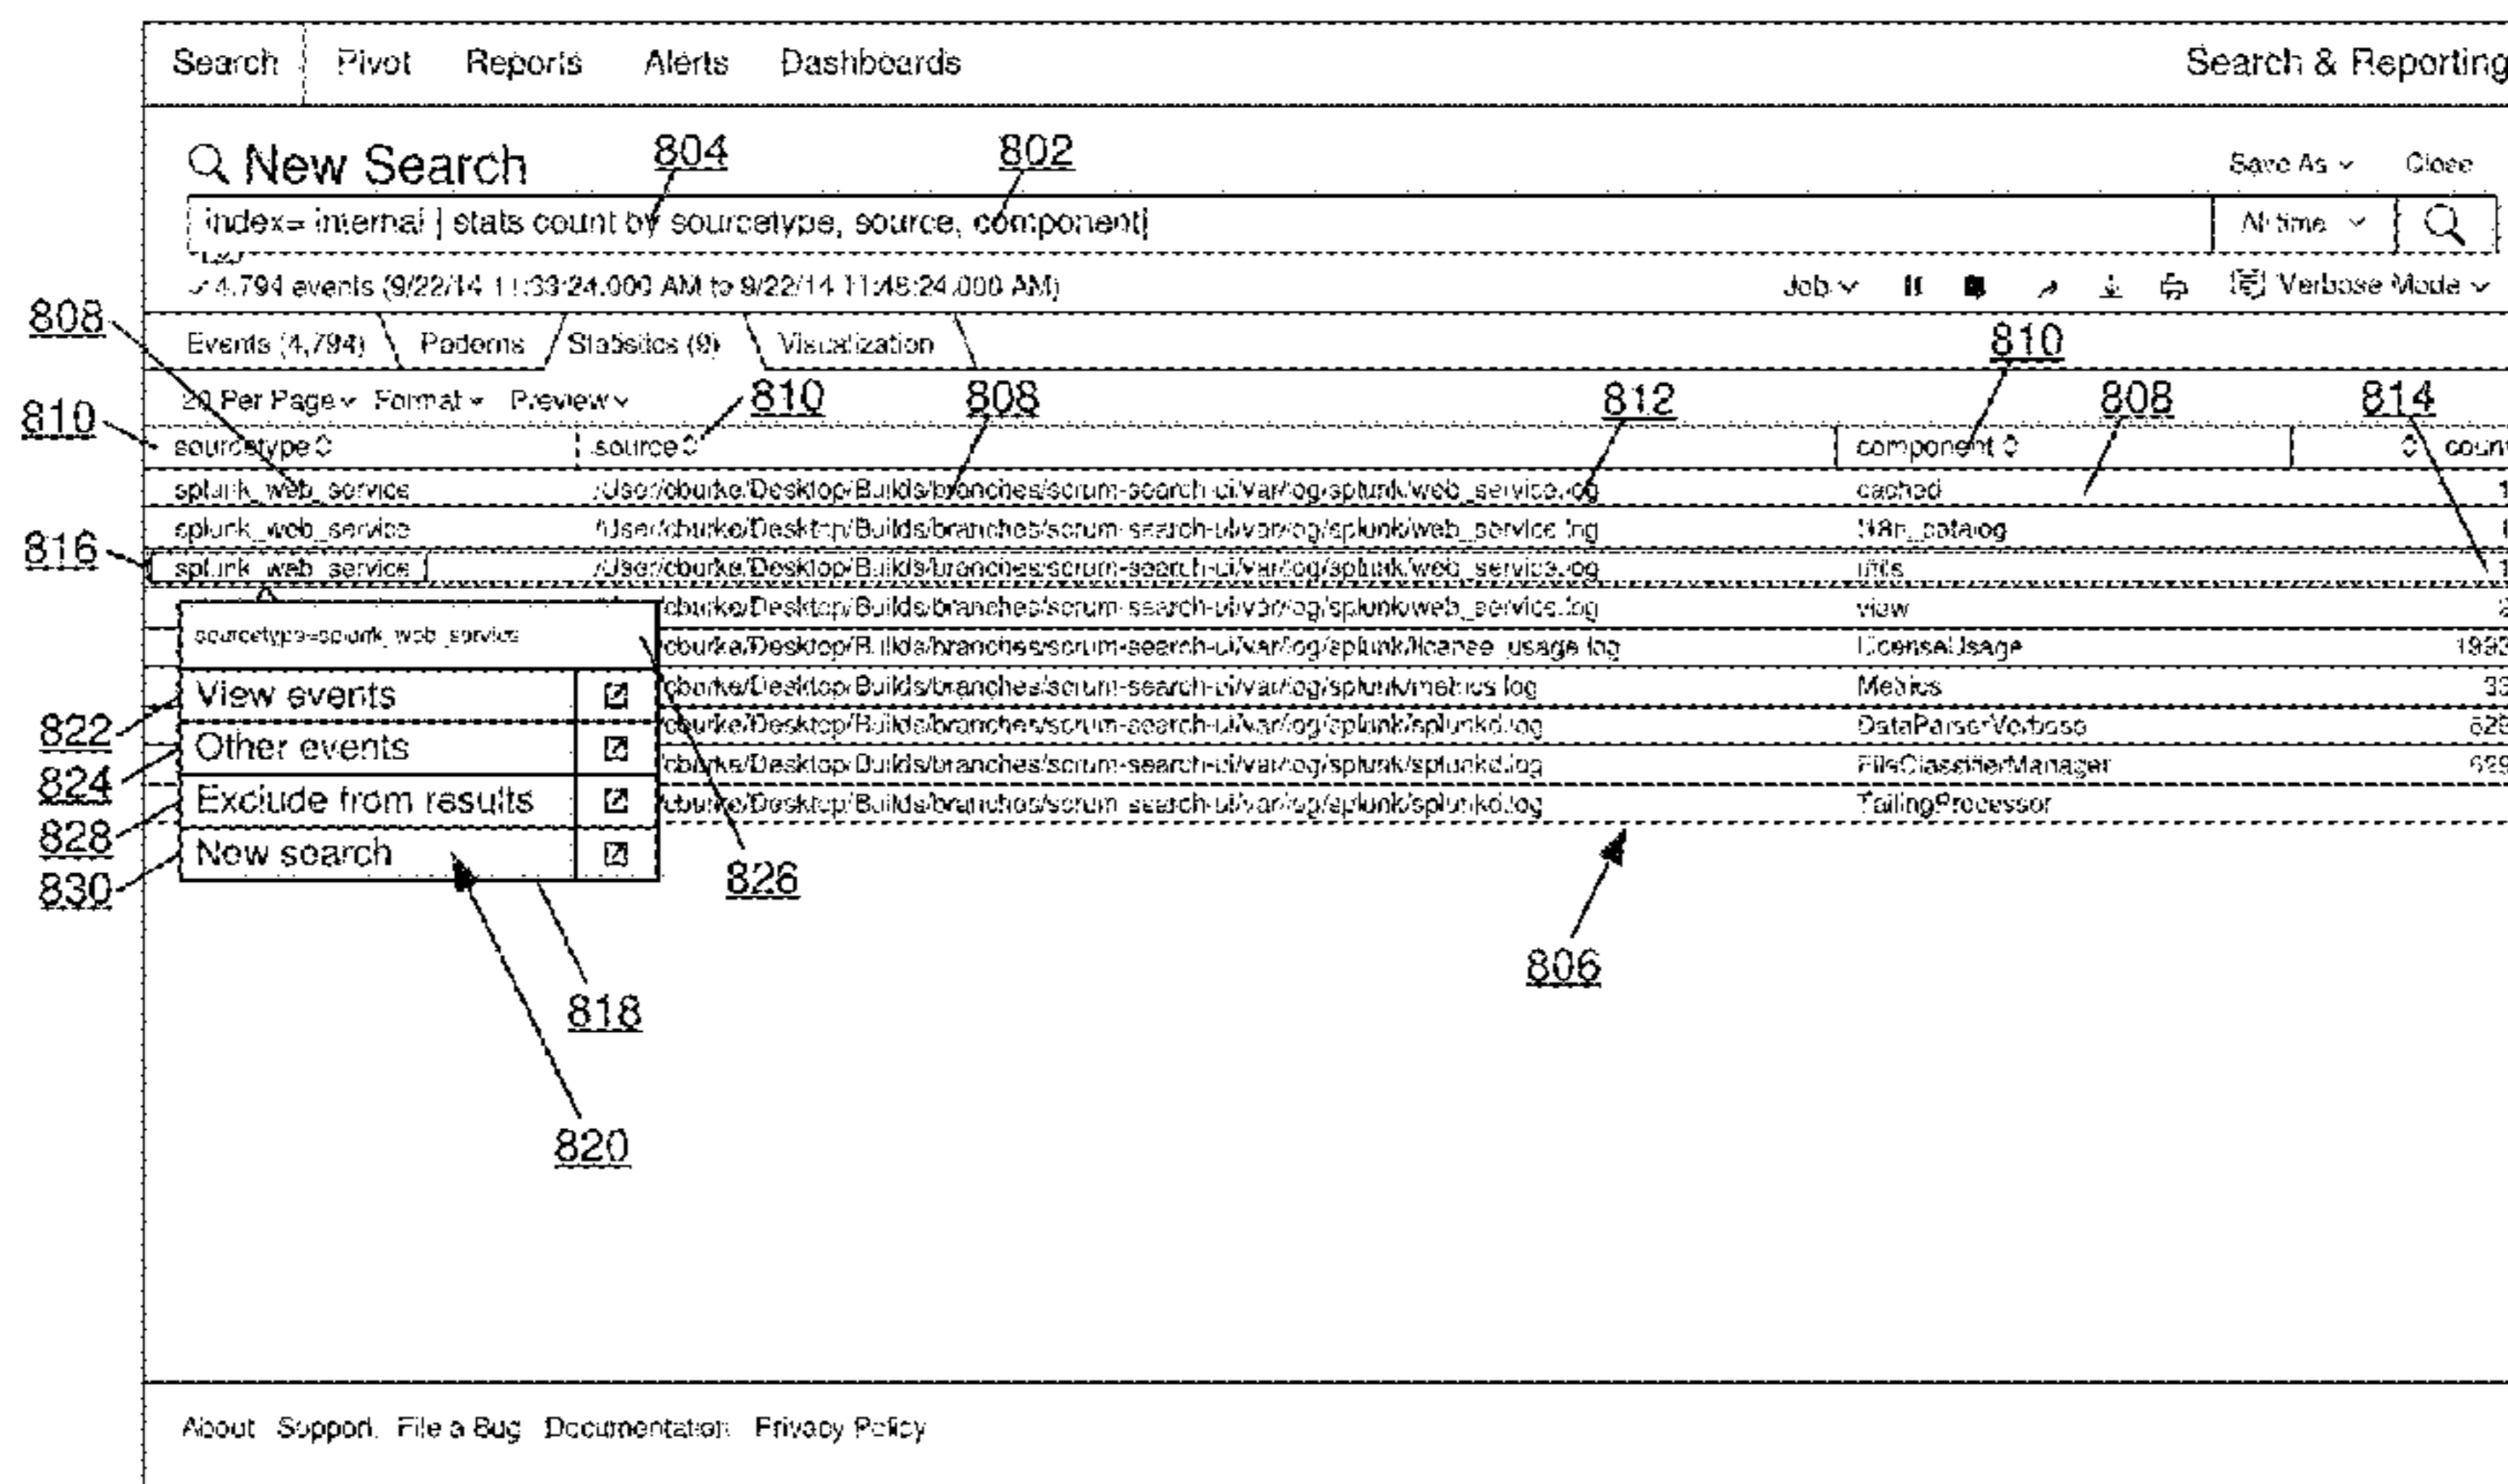 Search Pivot Reports Alerts Dashboards Search & Reporting
New Search 804 802 Save As Close
index= internal | stats count by sourcetype, source, component All time
4,794 events (9/22/14 11:33:24.000 AM to 9/22/14 11:48:24.000 AM) Job Verbose Mode
808
Events (4,794) Patterns Statistics (9) Visualization 810
20 Per Page Format Preview 810 808 812 808 814
810
sourcetype source component count
splunk_web_service /User/cburke/Desktop/Builds/branches/scrum-search-ui/var/log/splunk/web_service.log cached 1
splunk_web_service /User/cburke/Desktop/Builds/branches/scrum-search-ui/var/log/splunk/web_service.log i18n_catalog
816
splunk_web_service /User/cburke/Desktop/Builds/branches/scrum-search-ui/var/log/splunk/web_service.log utils 1
cburke/Desktop/Builds/branches/scrum-search-ui/var/log/splunk/web_service.log view 2
sourcetype=splunk_web_service
cburke/Desktop/Builds/branches/scrum-search-ui/var/log/splunk/license_usage.log LicenseUsage 1993
View events cburke/Desktop/Builds/branches/scrum-search-ui/var/log/splunk/metrics.log Metrics 33
822
cburke/Desktop/Builds/branches/scrum-search-ui/var/log/splunk/splunkd.log DataParserVerbose
Other events
824 cburke/Desktop/Builds/branches/scrum-search-ui/var/log/splunk/splunkd.log FileClassifierManager
Exclude from results cburke/Desktop/Builds/branches/scrum-search-ui/var/log/splunk/splunkd.log TailingProcessor
828
New search
830 826
806
818
820
About Support File a Bug Documentation Privacy Policy